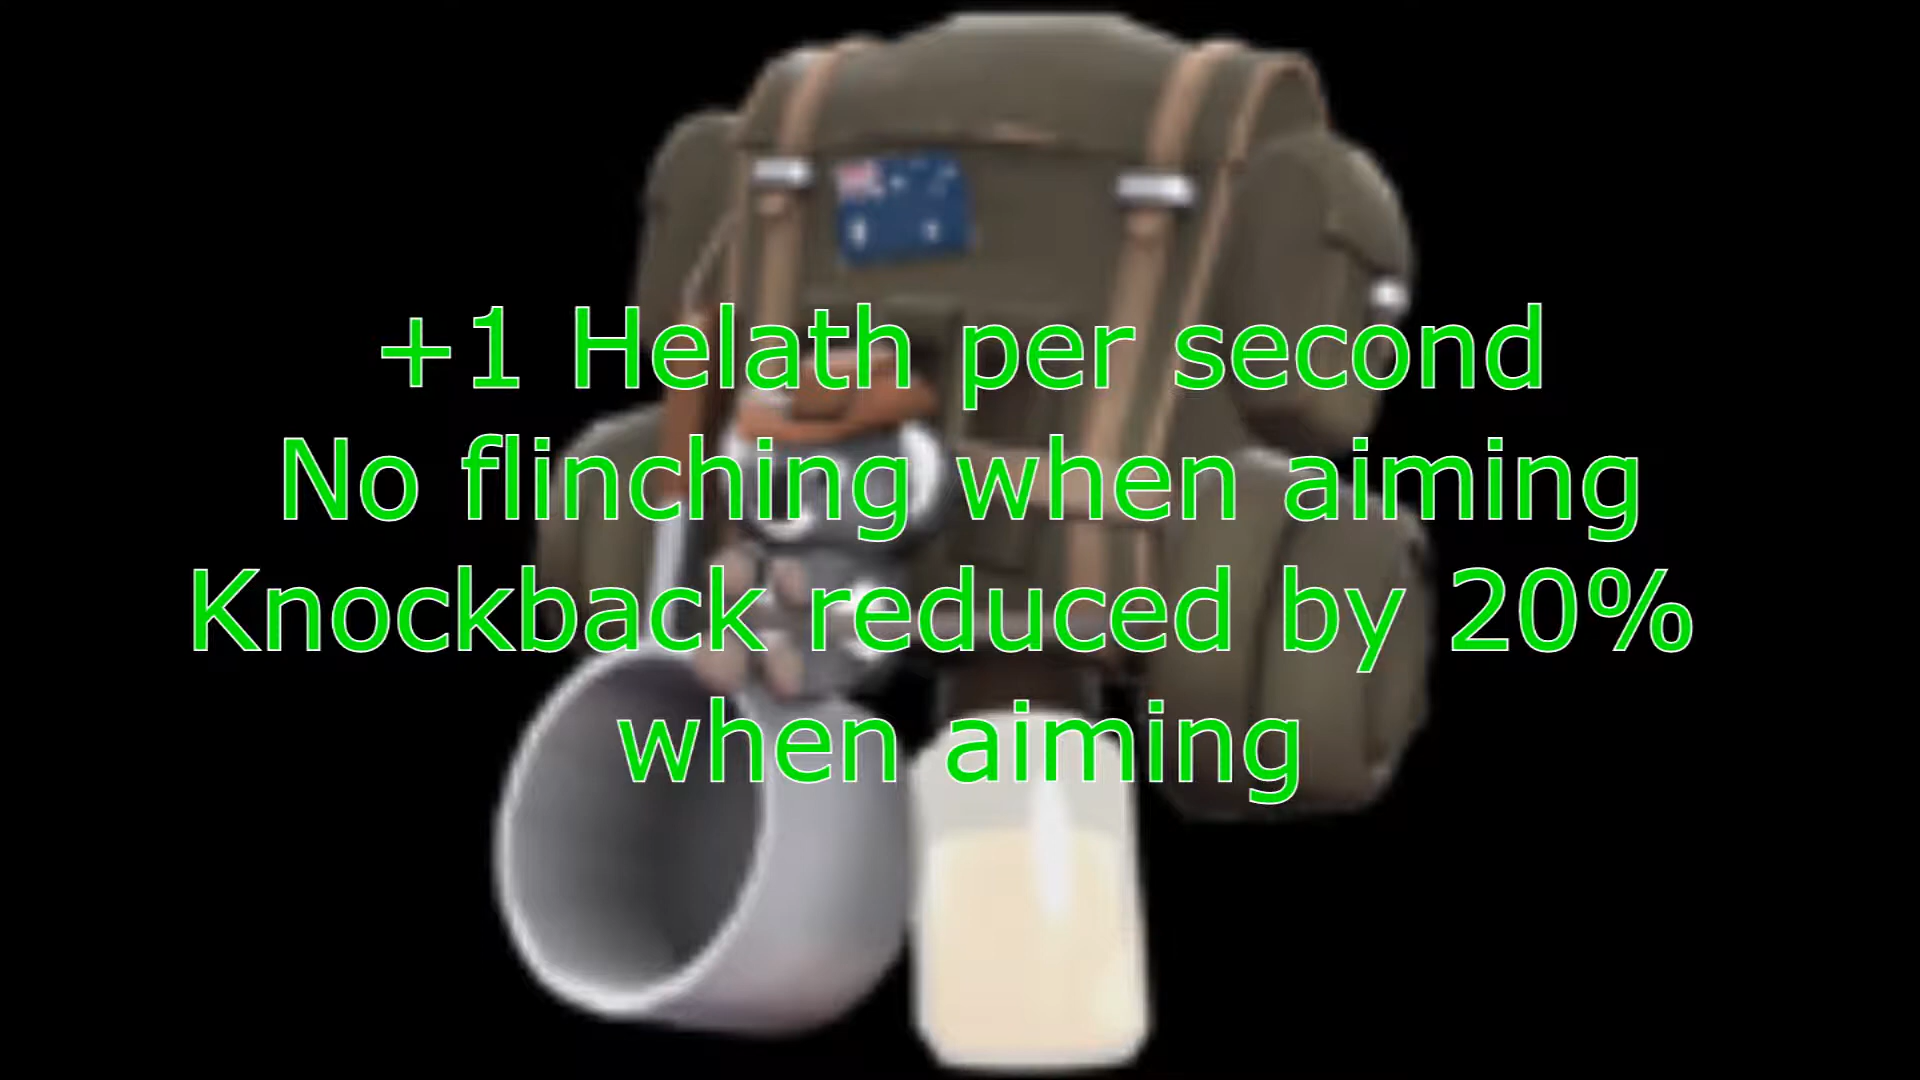 +1 Helath per second
No flinching when aiming
Knockback reduced by 20%
when aiming